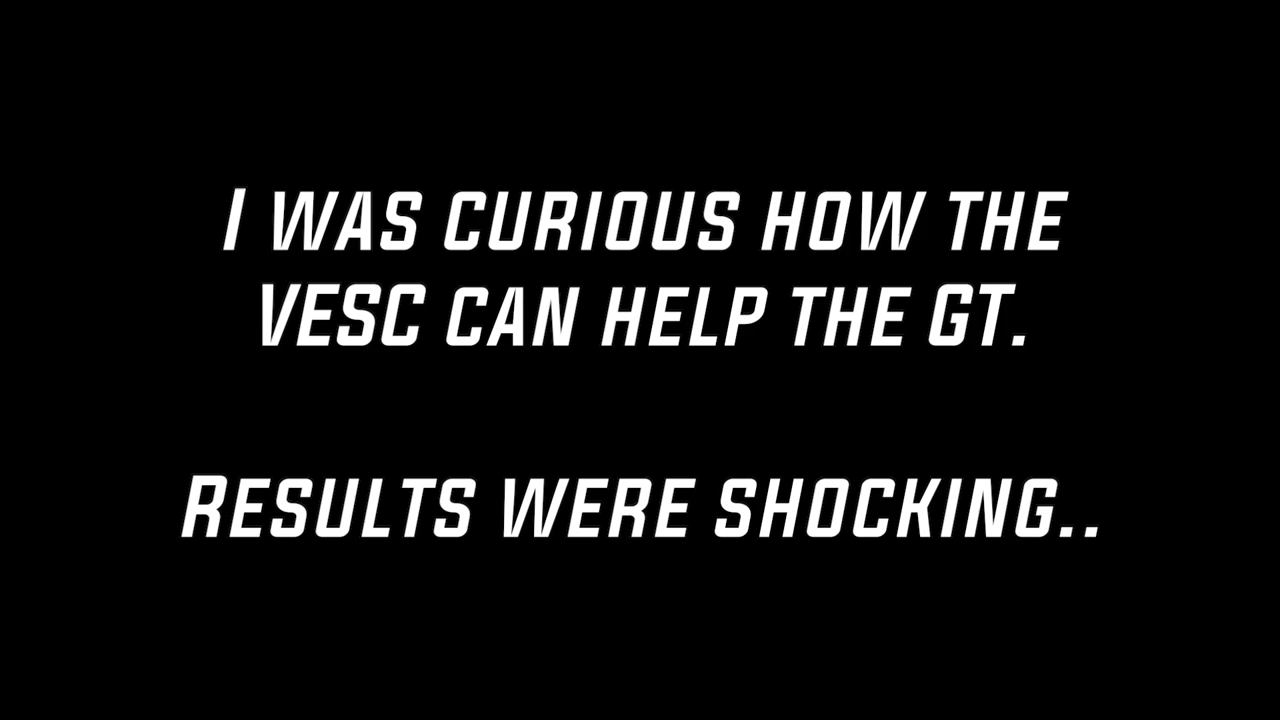 I was curious how the
VESC can help the GT.
Results were shocking..